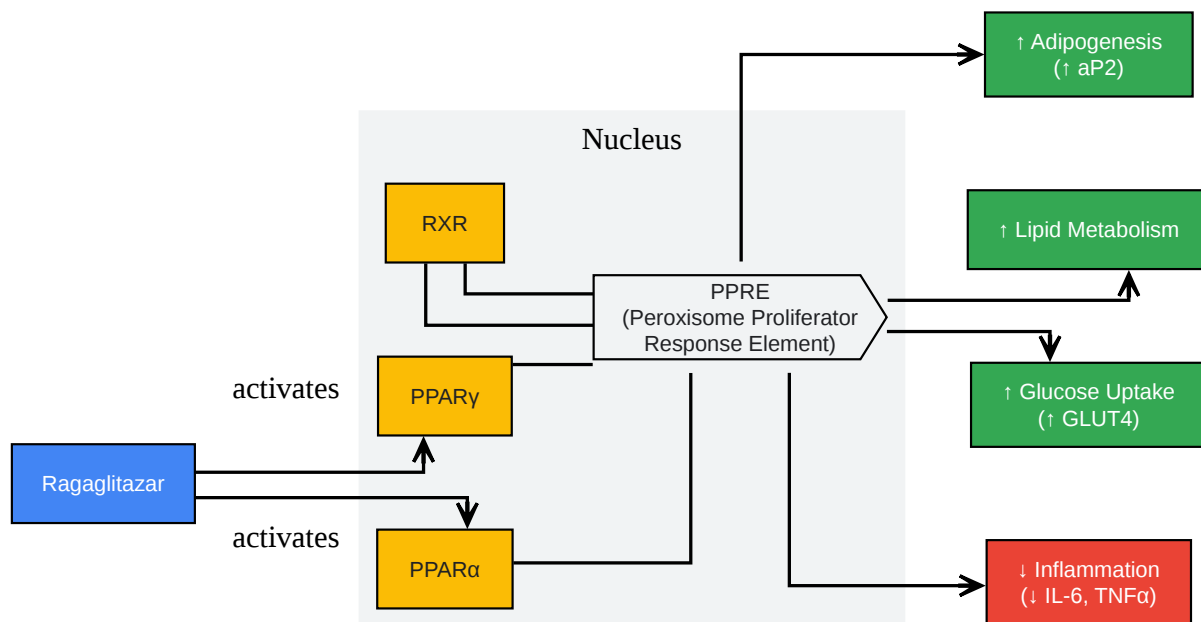 ↑ Adipogenesis
(↑ aP2)
Nucleus
RXR
↑ Lipid Metabolism
PPRE
(Peroxisome Proliferator
Response Element)
activates
PPARγ
↑ Glucose Uptake
(↑ GLUT4)
Ragaglitazar
activates
PPARα
↓ Inflammation
(↓ IL-6, TNFα)